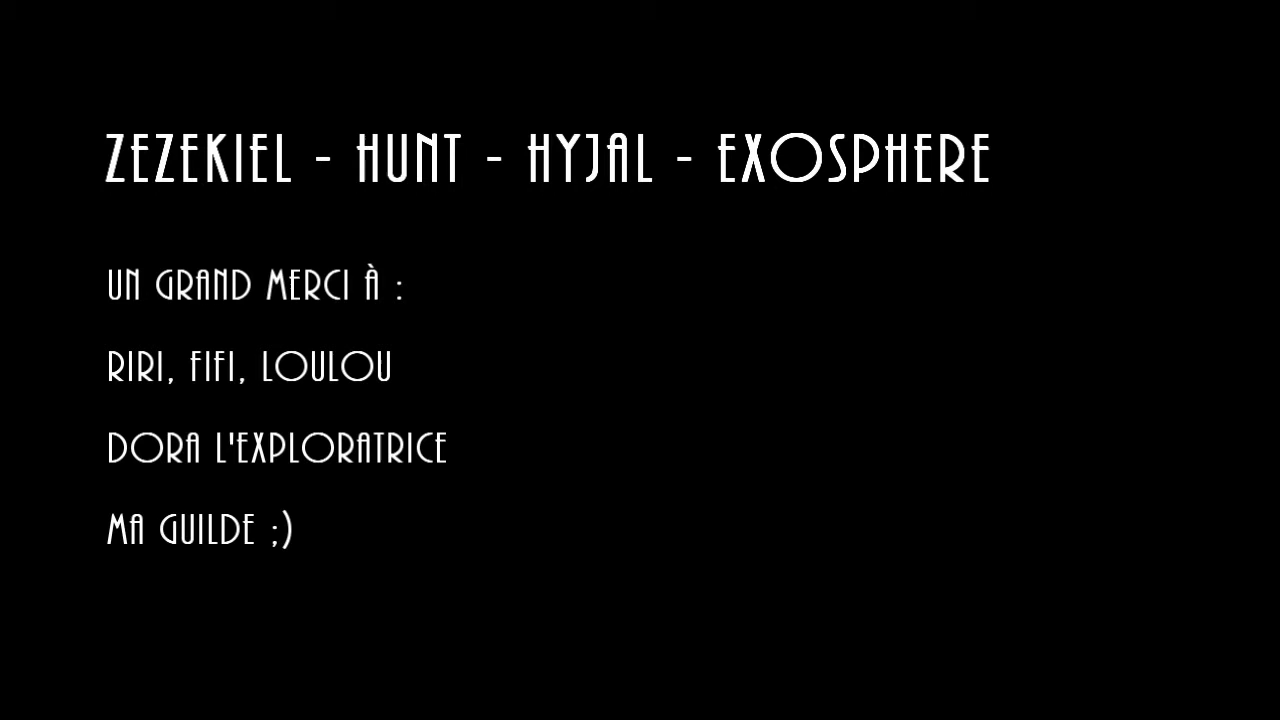 ZEZEKIEL - HUNT - HYJAL - EXOSPHERE
UN GRAND MERCI À :
RIRI, FIFI, LOULOU
DORA L'EXPLORATRICE
MA GUILDE ;)